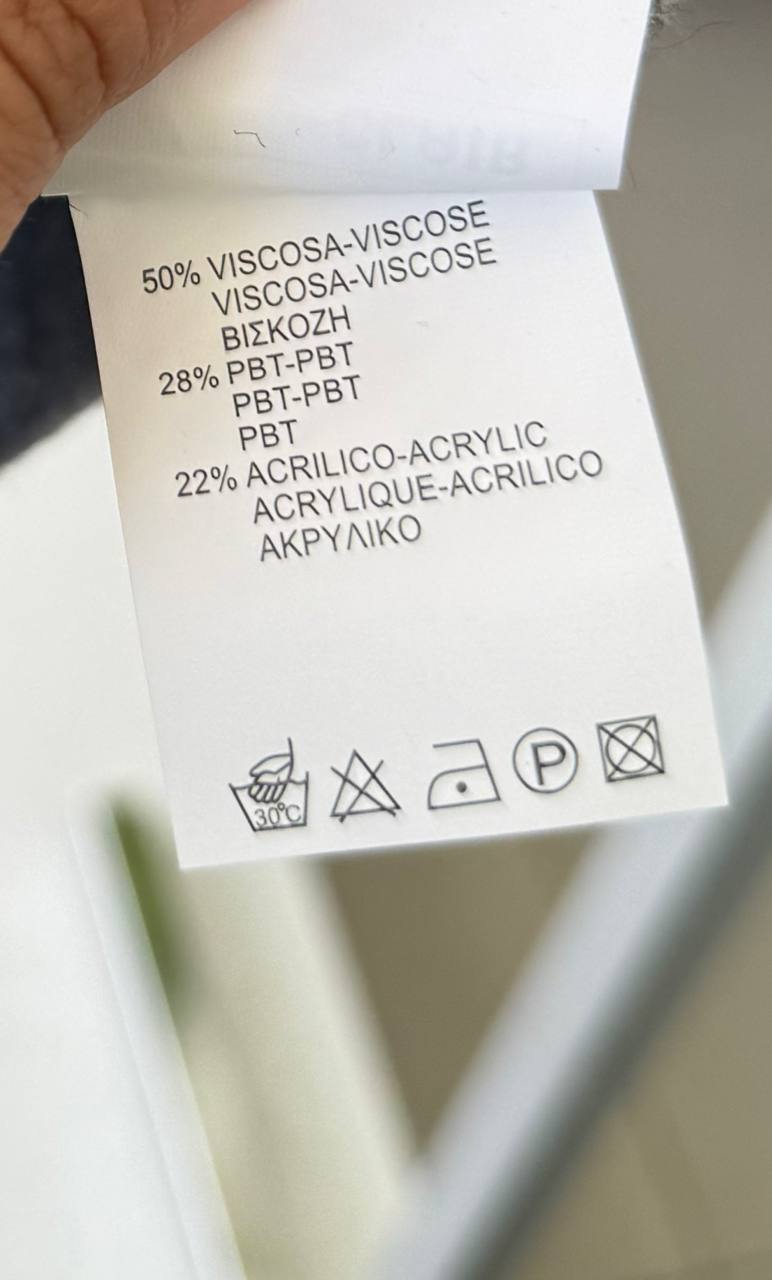 50% VISCOSA-VISCOSE
VISCOSA-VISCOSE
ΒΙΣΚΟΖΗ
28% PBT-PBT
PBT-PBT
PBT
22% ACRILICO-ACRYLIC
ACRYLIQUE-ACRILICO
ΑΚΡΥΛΙΚΟ
30°C
P